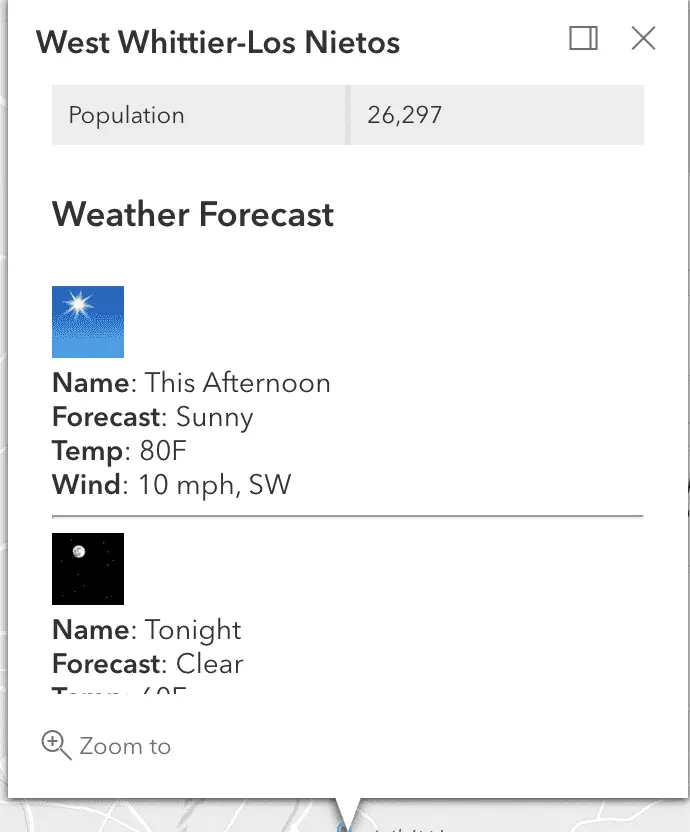 West Whittier-Los Nietos
Population 26,297
Weather Forecast
Name: This Afternoon
Forecast: Sunny
Temp: 80F
Wind: 10 mph, SW
Name: Tonight
Forecast: Clear
Zoom to